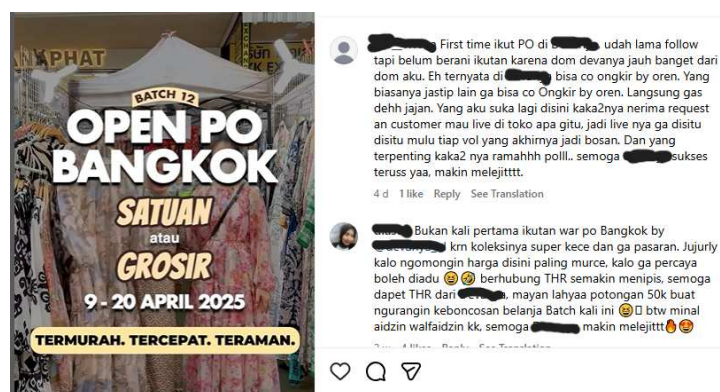 BATCH 12
OPEN PO
BANGKOK
SATUAN
atau
GROSIR
9 - 20 APRIL 2025
TERMURAH. TERCEPAT. TERAMAN.
First time ikut PO di udah lama follow
tapi belum berani ikutan karena dom devanya jauh banget dari
dom aku. Eh ternyata di bisa co ongkir by oren. Yang
biasanya jastip lain ga bisa co Ongkir by oren. Langsung gas
dehh jajan. Yang aku suka lagi disini kaka2nya nerima request
an customer mau live di toko apa gitu, jadi live nya ga disitu
disitu mulu tiap vol yang akhirnya jadi bosan. Dan yang
terpenting kaka2 nya ramahhh polll.. semoga sukses
teruss yaa, makin melejitttt.
4 d 1 like Reply See Translation
Bukan kali pertama ikutan war po Bangkok by
krn koleksinya super kece dan ga pasaran. Jujurly
kalo ngomongin harga disini paling murce, kalo ga percaya
boleh diadu 😆 🤣 berhubung THR semakin menipis, semoga
dapet THR dari , mayan lahyaa potongan 50k buat
ngurangin keboncosan belanja Batch kali ini 😆 btw minal
aidzin walfaidzin kk, semoga makin melejittt🔥🤩